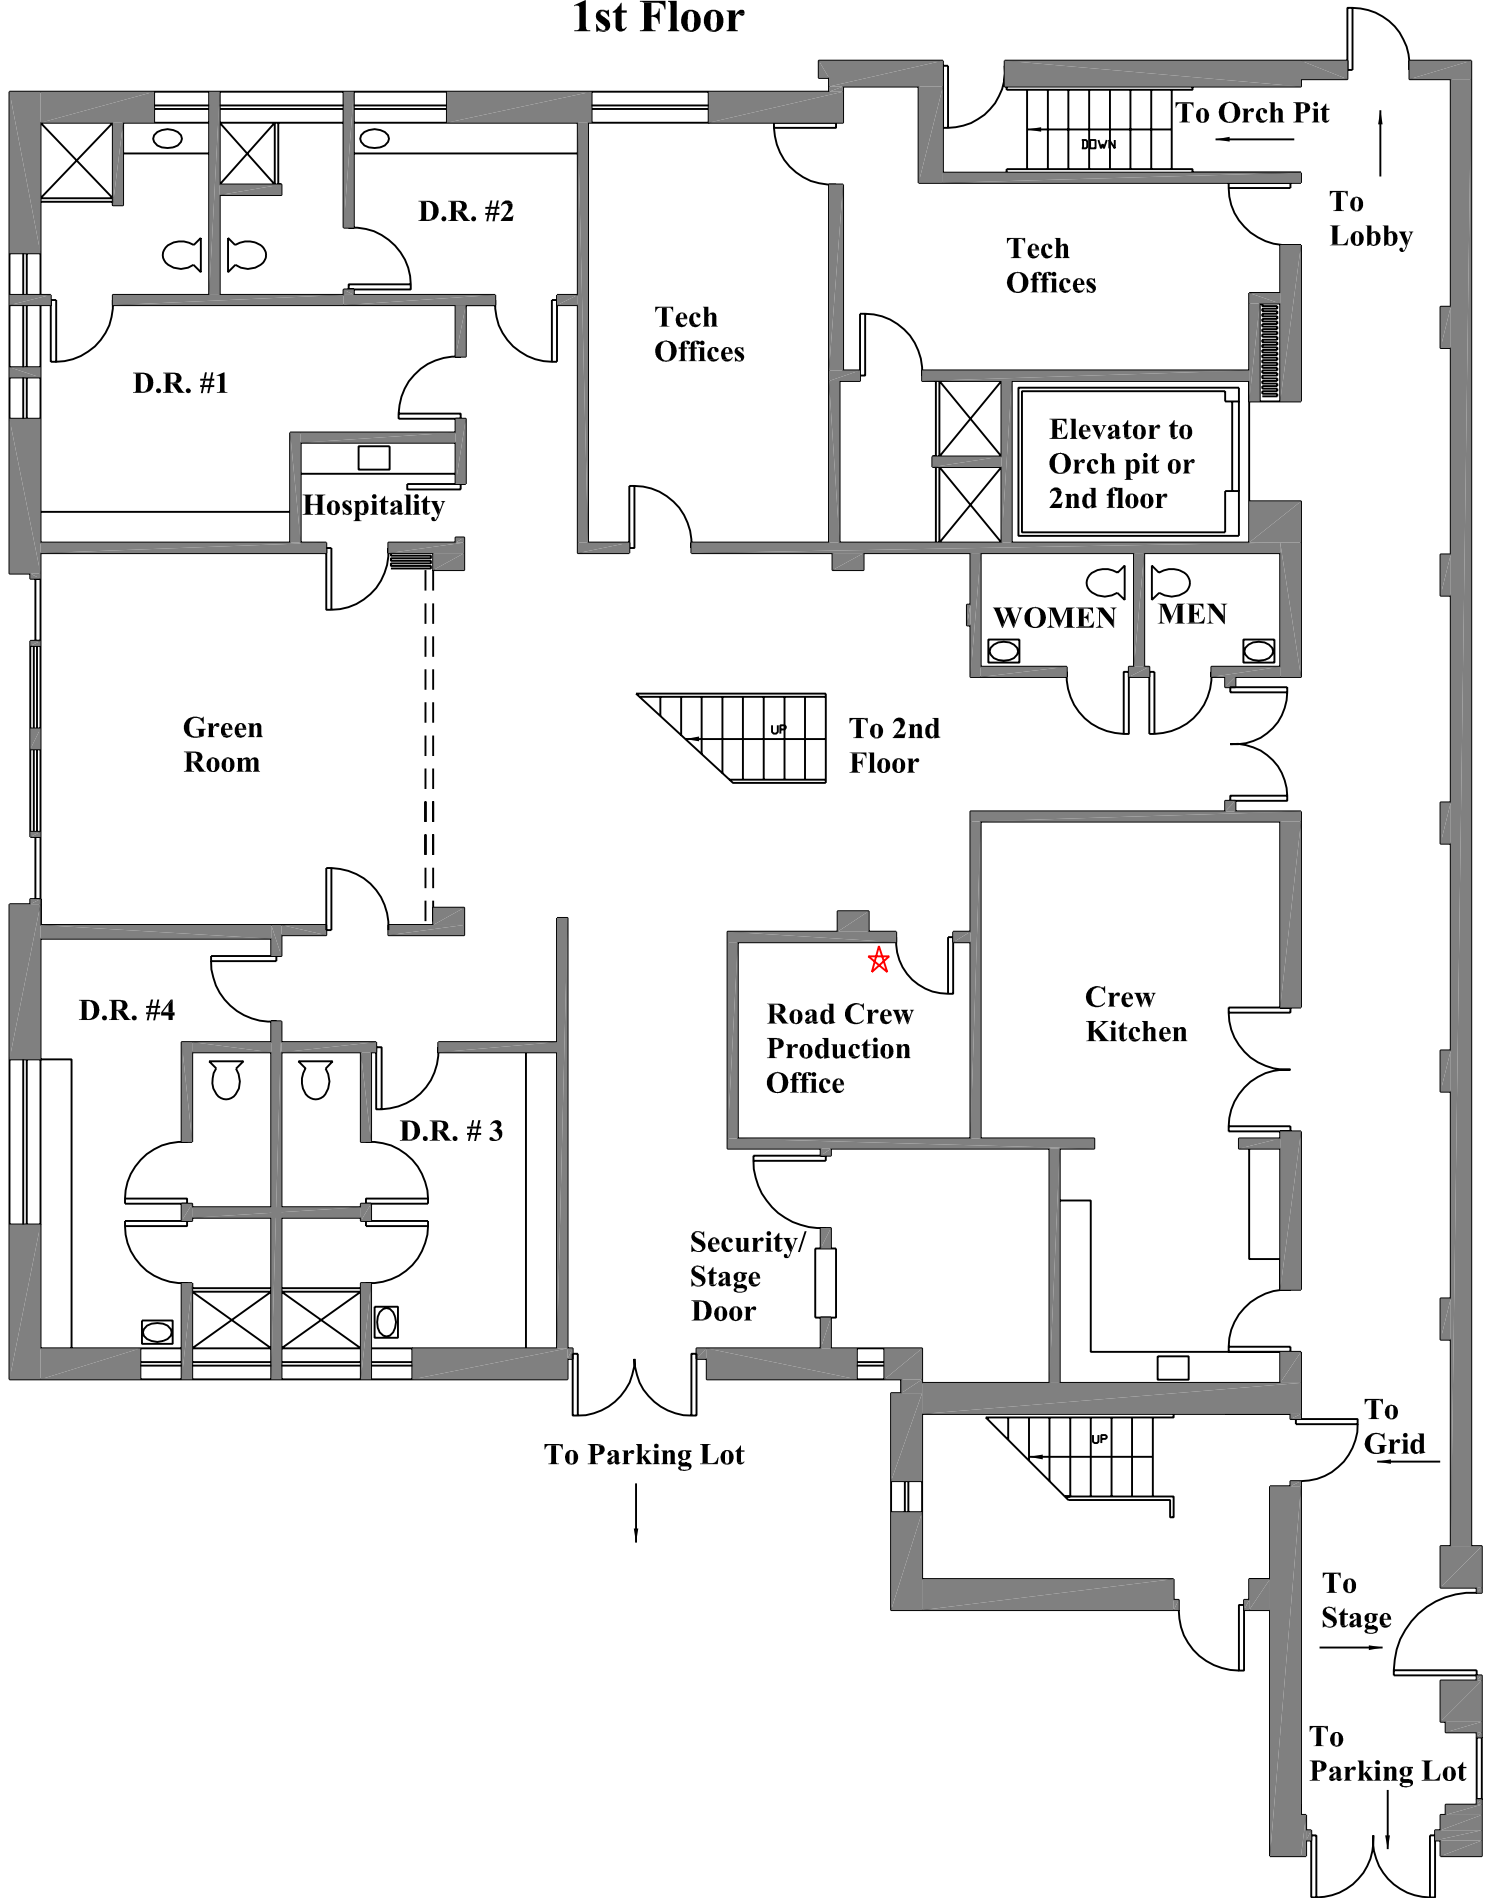 1st Floor
To Orch Pit
DOWN
To
Lobby
D.R. #2
Tech
Offices
Tech
Offices
D.R. #1
Elevator to
Orch pit or
2nd floor
Hospitality
WOMEN
MEN
Green
Room
UP
To 2nd
Floor
D.R. #4
Road Crew
Production
Office
Crew
Kitchen
D.R. # 3
Security/
Stage
Door
To Parking Lot
UP
To
Grid
To
Stage
To
Parking Lot